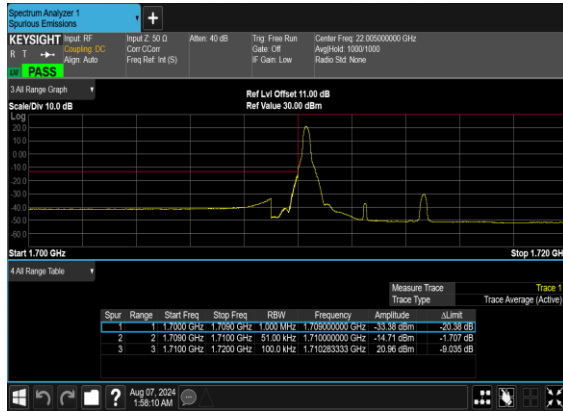 Spectrum Analyzer 1
Spurious Emissions
+
KEYSIGHT
R T
PASS
Input: RF
Coupling: DC
Align: Auto
Input Z: 50 Ω
Corr CCorr
Freq Ref: Int (S)
Atten: 40 dB
Trig: Free Run
Gate: Off
IF Gain: Low
Center Freq: 22.005000000 GHz
Avg|Hold: 1000/1000
Radio Std: None
3 All Range Graph
Ref Lvl Offset 11.00 dB
Scale/Div 10.0 dB
Ref Value 30.00 dBm
Log
20.0
10.0
0.00
-10.0
-20.0
-30.0
-40.0
-50.0
-60.0
Start 1.700 GHz
Stop 1.720 GH
4 All Range Table
Measure Trace Trace 1
Trace Type Trace Average (Active)
Spur Range Start Freq Stop Freq RBW Frequency Amplitude ΔLimit
1 1 1.7000 GHz 1.7090 GHz 1.000 MHz 1.709000000 GHz -33.38 dBm -20.38 dB
2 2 1.7090 GHz 1.7100 GHz 51.00 kHz 1.710000000 GHz -14.71 dBm -1.707 dB
3 3 1.7100 GHz 1.7200 GHz 100.0 kHz 1.710283333 GHz 20.96 dBm -9.035 dB
?
Aug 07, 2024
1:58:10 AM